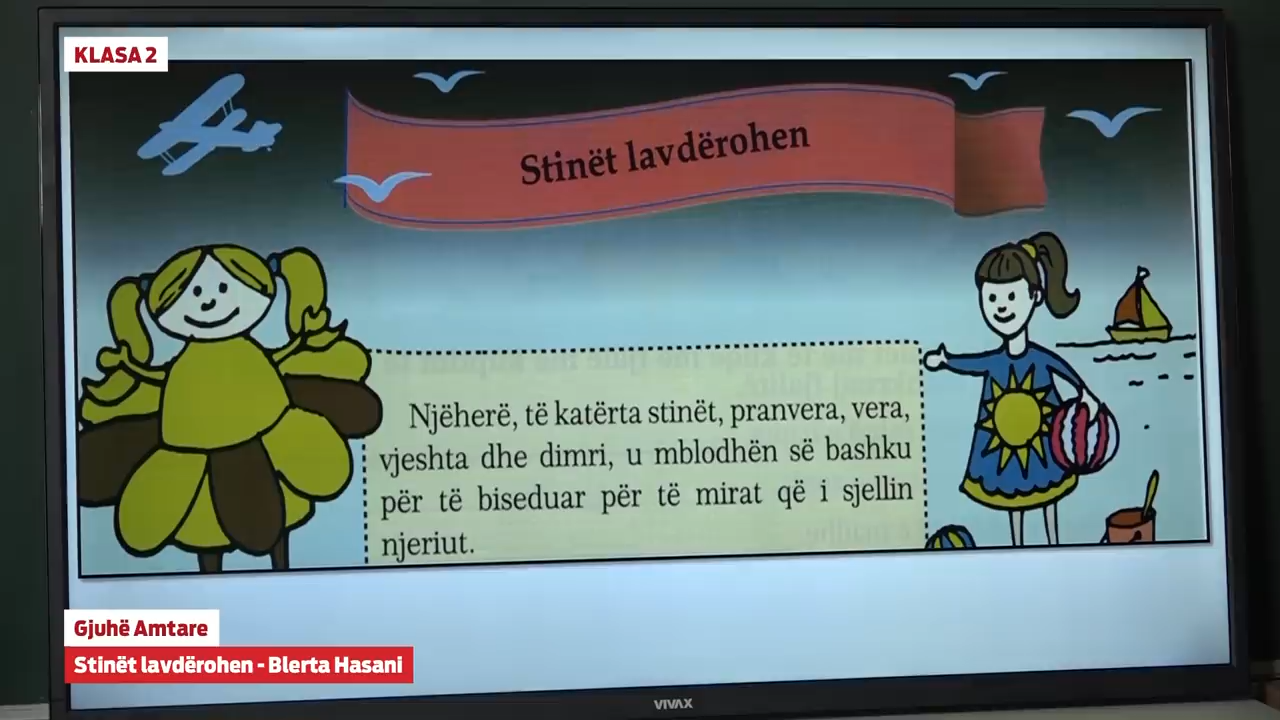 KLASA 2
Stinët lavdërohen
Njëherë, të katërta stinët, pranvera, vera,
vjeshta dhe dimri, u mblodhën së bashku
për të biseduar për të mirat që i sjellin
njeriut.
Gjuhë Amtare
Stinët lavdërohen - Blerta Hasani
VIVAX